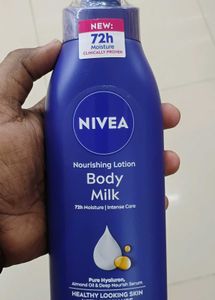 NEW:
72h
Moisture
CLINICALLY PROVEN
NIVEA
Nourishing Lotion
Body
Milk
72h Moisture | Intense Care
Pure Hyaluron,
Almond Oil & Deep Nourish Serum
HEALTHY LOOKING SKIN